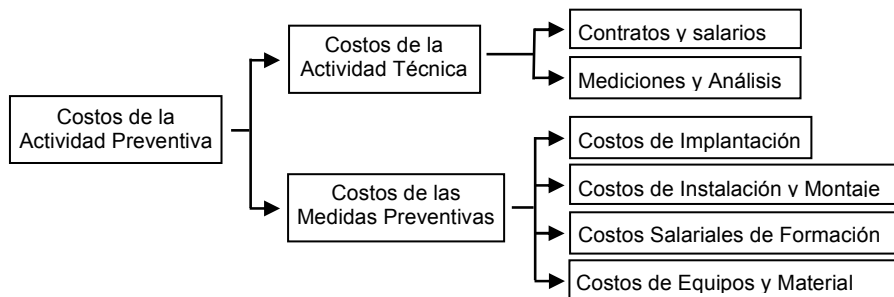 Costos de la
Actividad Preventiva
Costos de la
Actividad Técnica
Contratos y salarios
Mediciones y Análisis
Costos de las
Medidas Preventivas
Costos de Implantación
Costos de Instalación y Montaje
Costos Salariales de Formación
Costos de Equipos y Material